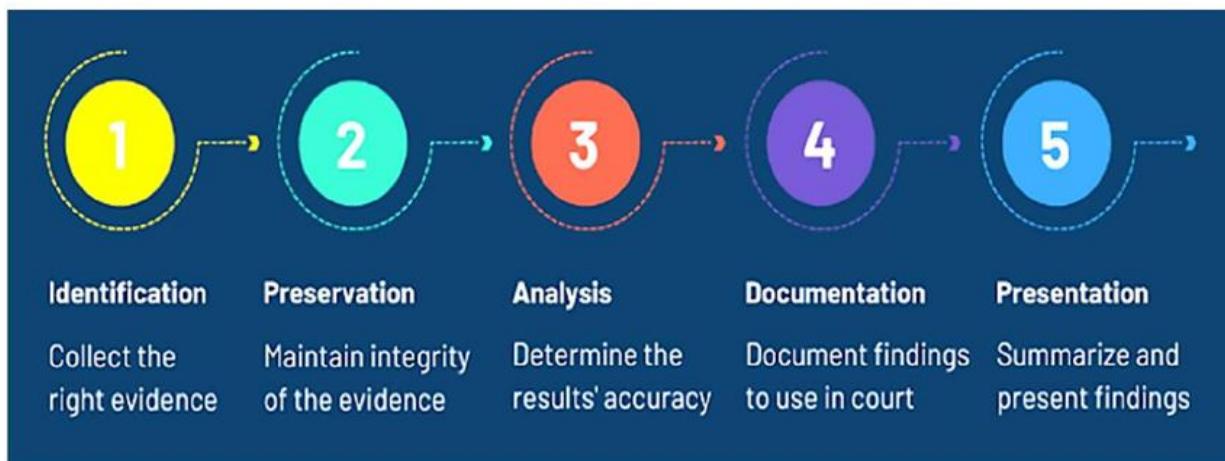 1
2
3
4
5
Identification
Collect the
right evidence
Preservation
Maintain integrity
of the evidence
Analysis
Determine the
results' accuracy
Documentation
Document findings
to use in court
Presentation
Summarize and
present findings